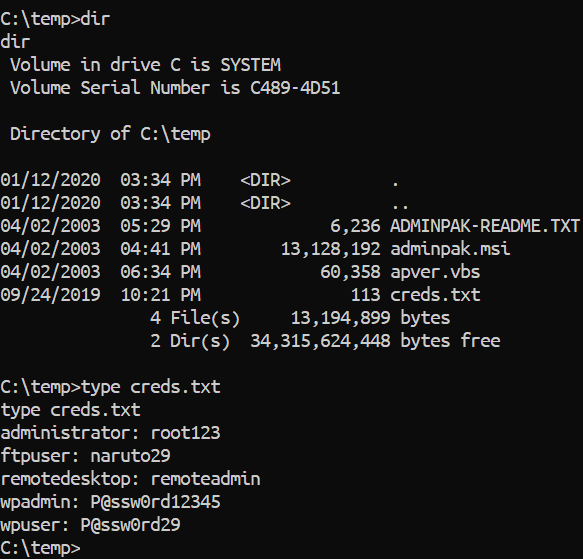 C:\temp>dir
dir
 Volume in drive C is SYSTEM
 Volume Serial Number is C489-4D51

 Directory of C:\temp

01/12/2020  03:34 PM    <DIR>          .
01/12/2020  03:34 PM    <DIR>          ..
04/02/2003  05:29 PM             6,236 ADMINPAK-README.TXT
04/02/2003  04:41 PM        13,128,192 adminpak.msi
04/02/2003  06:34 PM            60,358 apver.vbs
09/24/2019  10:21 PM               113 creds.txt
               4 File(s)     13,194,899 bytes
               2 Dir(s)  34,315,624,448 bytes free

C:\temp>type creds.txt
type creds.txt
administrator: root123
ftpuser: naruto29
remotedesktop: remoteadmin
wpadmin: P@ssw0rd12345
wpuser: P@ssw0rd29
C:\temp>